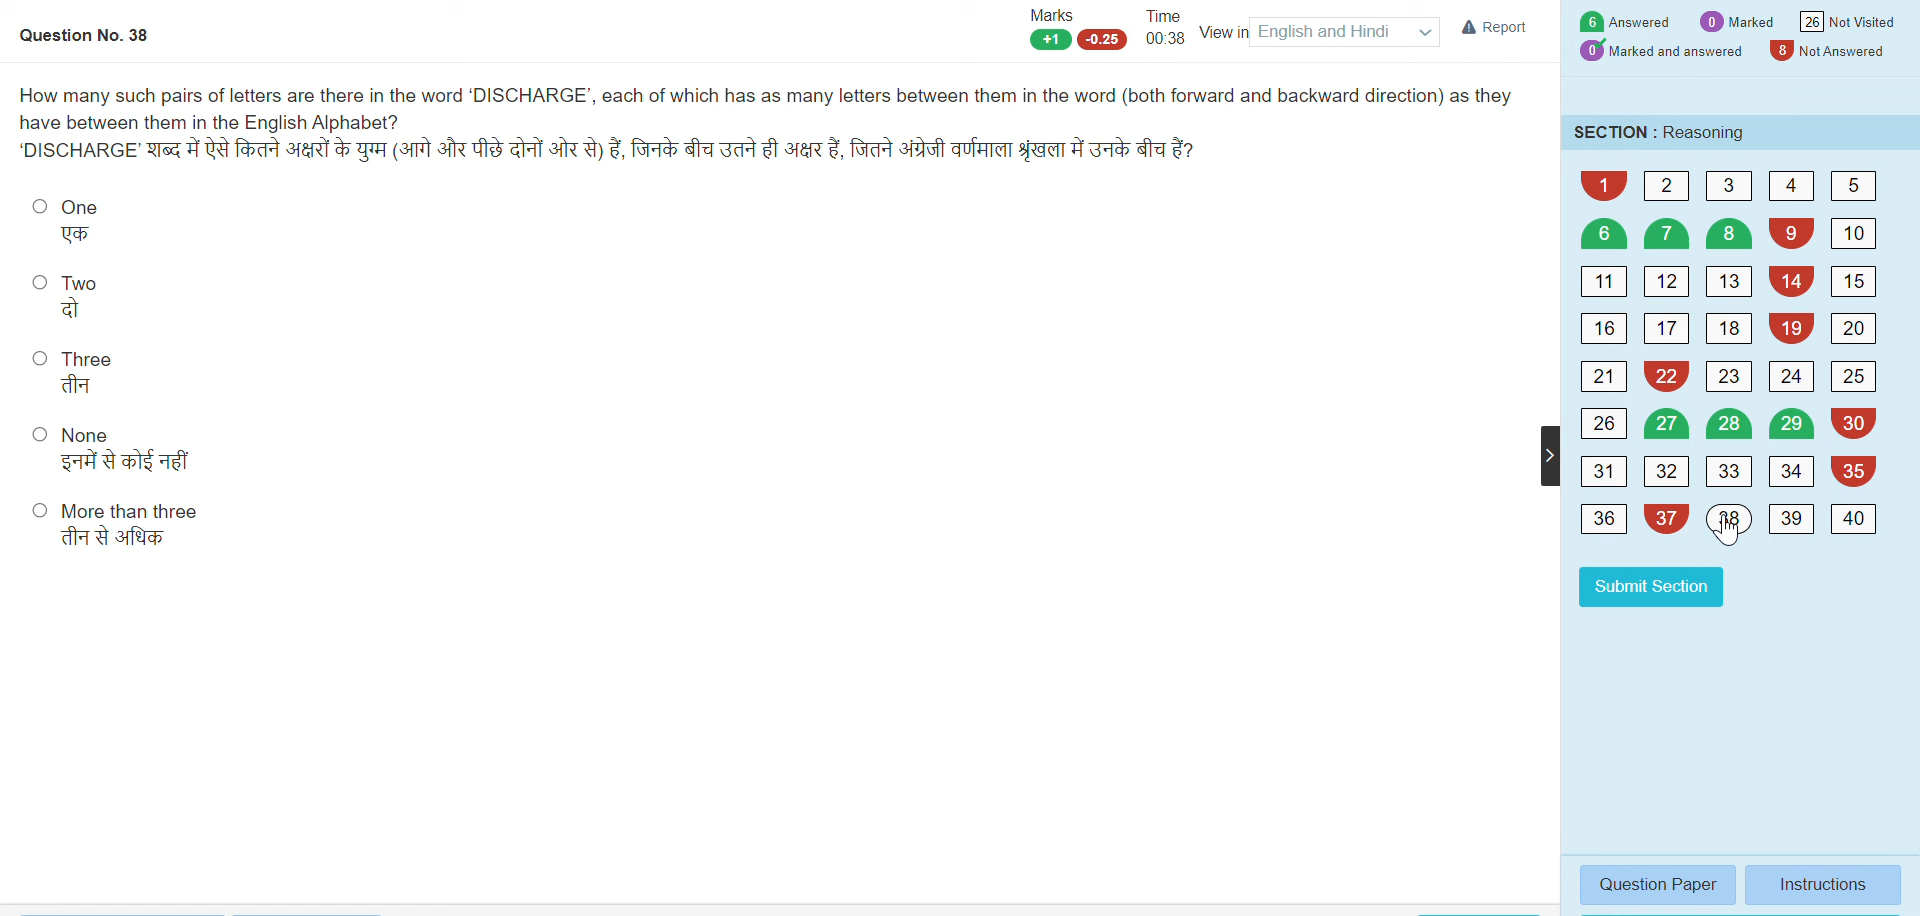 Question No. 38
Marks
+1 -0.25
Time
00:38
View in English and Hindi
Report
How many such pairs of letters are there in the word ‘DISCHARGE’, each of which has as many letters between them in the word (both forward and backward direction) as they
have between them in the English Alphabet?
‘DISCHARGE’ शब्द में ऐसे कितने अक्षरों के युग्म (आगे और पीछे दोनों ओर से) हैं, जिनके बीच उतने ही अक्षर हैं, जितने अंग्रेजी वर्णमाला श्रृंखला में उनके बीच हैं?
One
एक
Two
दो
Three
तीन
None
इनमें से कोई नहीं
More than three
तीन से अधिक
6 Answered 0 Marked 26 Not Visited
0 Marked and answered 8 Not Answered
SECTION : Reasoning
1 2 3 4 5
6 7 8 9 10
11 12 13 14 15
16 17 18 19 20
21 22 23 24 25
26 27 28 29 30
31 32 33 34 35
36 37 38 39 40
Submit Section
Question Paper Instructions